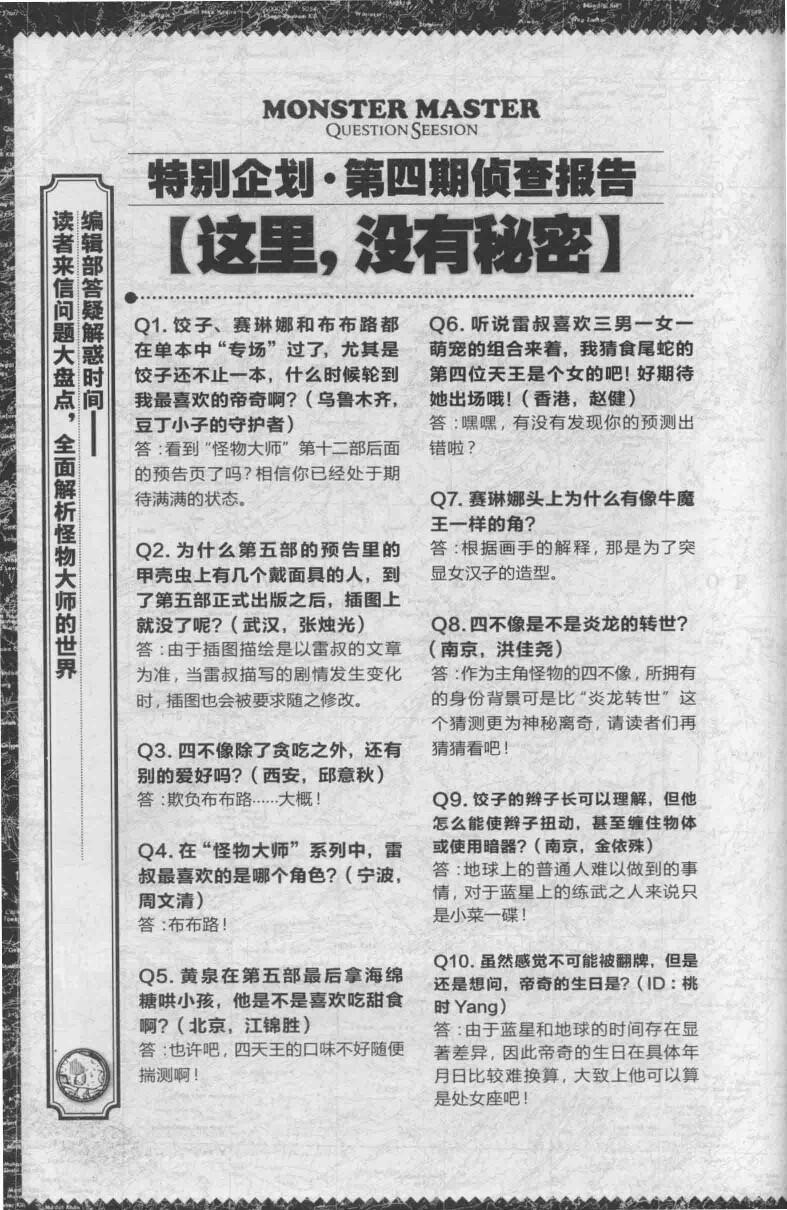 MONSTER MASTER
QUESTION SEESION
特别企划·第四期侦查报告
【这里，没有秘密】
编辑部答疑解惑时间——
读者来信问题大盘点，全面解析怪物大师的世界
Q1. 饺子、赛琳娜和布布路都
在单本中“专场”过了，尤其是
饺子还不止一本，什么时候轮到
我最喜欢的帝奇啊？（乌鲁木齐，
豆丁小子的守护者）
答：看到“怪物大师”第十二部后面
的预告页了吗？相信你已经处于期
待满满的状态。
Q2. 为什么第五部的预告里的
甲壳虫上有几个戴面具的人，到
了第五部正式出版之后，插图上
就没了呢？（武汉，张烛光）
答：由于插图描绘是以雷叔的文章
为准，当雷叔描写的剧情发生变化
时，插图也会被要求随之修改。
Q3. 四不像除了贪吃之外，还有
别的爱好吗？（西安，邱意秋）
答：欺负布布路……大概！
Q4. 在“怪物大师”系列中，雷
叔最喜欢的是哪个角色？（宁波，
周文清）
答：布布路！
Q5. 黄泉在第五部最后拿海绵
糖哄小孩，他是不是喜欢吃甜食
啊？（北京，江锦胜）
答：也许吧，四天王的口味不好随便
揣测啊！
Q6. 听说雷叔喜欢三男一女一
萌宠的组合来着，我猜食尾蛇的
第四位天王是个女的吧！好期待
她出场哦！（香港，赵健）
答：嘿嘿，有没有发现你的预测出
错啦？
Q7. 赛琳娜头上为什么有像牛魔
王一样的角？
答：根据画手的解释，那是为了突
显女汉子的造型。
Q8. 四不像是不是炎龙的转世？
（南京，洪佳尧）
答：作为主角怪物的四不像，所拥有
的身份背景可是比“炎龙转世”这
个猜测更为神秘离奇，请读者们再
猜猜看吧！
Q9. 饺子的辫子长可以理解，但他
怎么能使辫子扭动，甚至缠住物体
或使用暗器？（南京，金依殊）
答：地球上的普通人难以做到的事
情，对于蓝星上的练武之人来说只
是小菜一碟！
Q10. 虽然感觉不可能被翻牌，但是
还是想问，帝奇的生日是？（ID：桃
时 Yang）
答：由于蓝星和地球的时间存在显
著差异，因此帝奇的生日在具体年
月日比较难换算，大致上他可以算
是处女座吧！